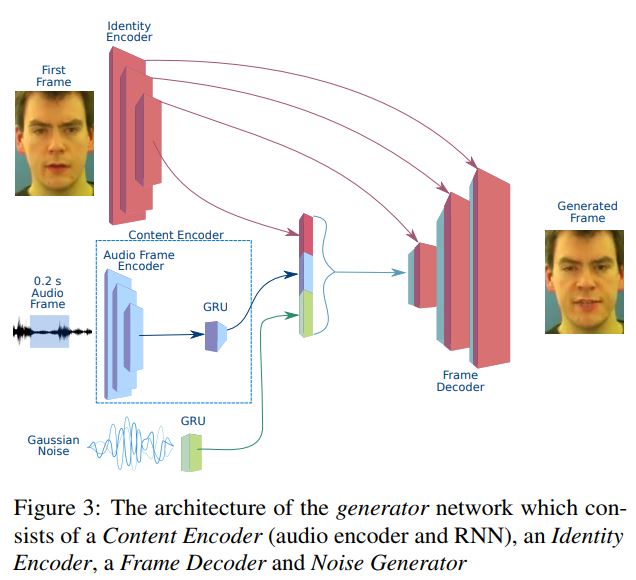 Identity
Encoder
First
Frame
Generated
Frame
Content Encoder
Audio Frame
Encoder
0.2 s
Audio
Frame
GRU
Frame
Decoder
GRU
Gaussian
Noise
Figure 3: The architecture of the generator network which con-
sists of a Content Encoder (audio encoder and RNN), an Identity
Encoder, a Frame Decoder and Noise Generator